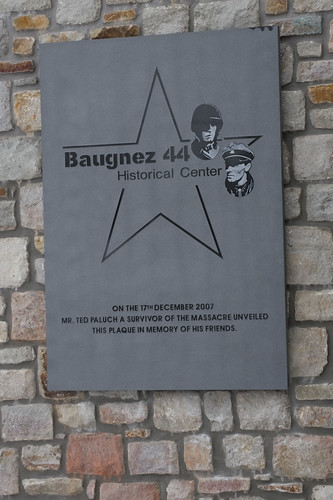 Baugnez 44
Historical Center
ON THE 17TH DECEMBER 2007
MR. TED PALUCH A SURVIVOR OF THE MASSACRE UNVEILED
THIS PLAQUE IN MEMORY OF HIS FRIENDS.